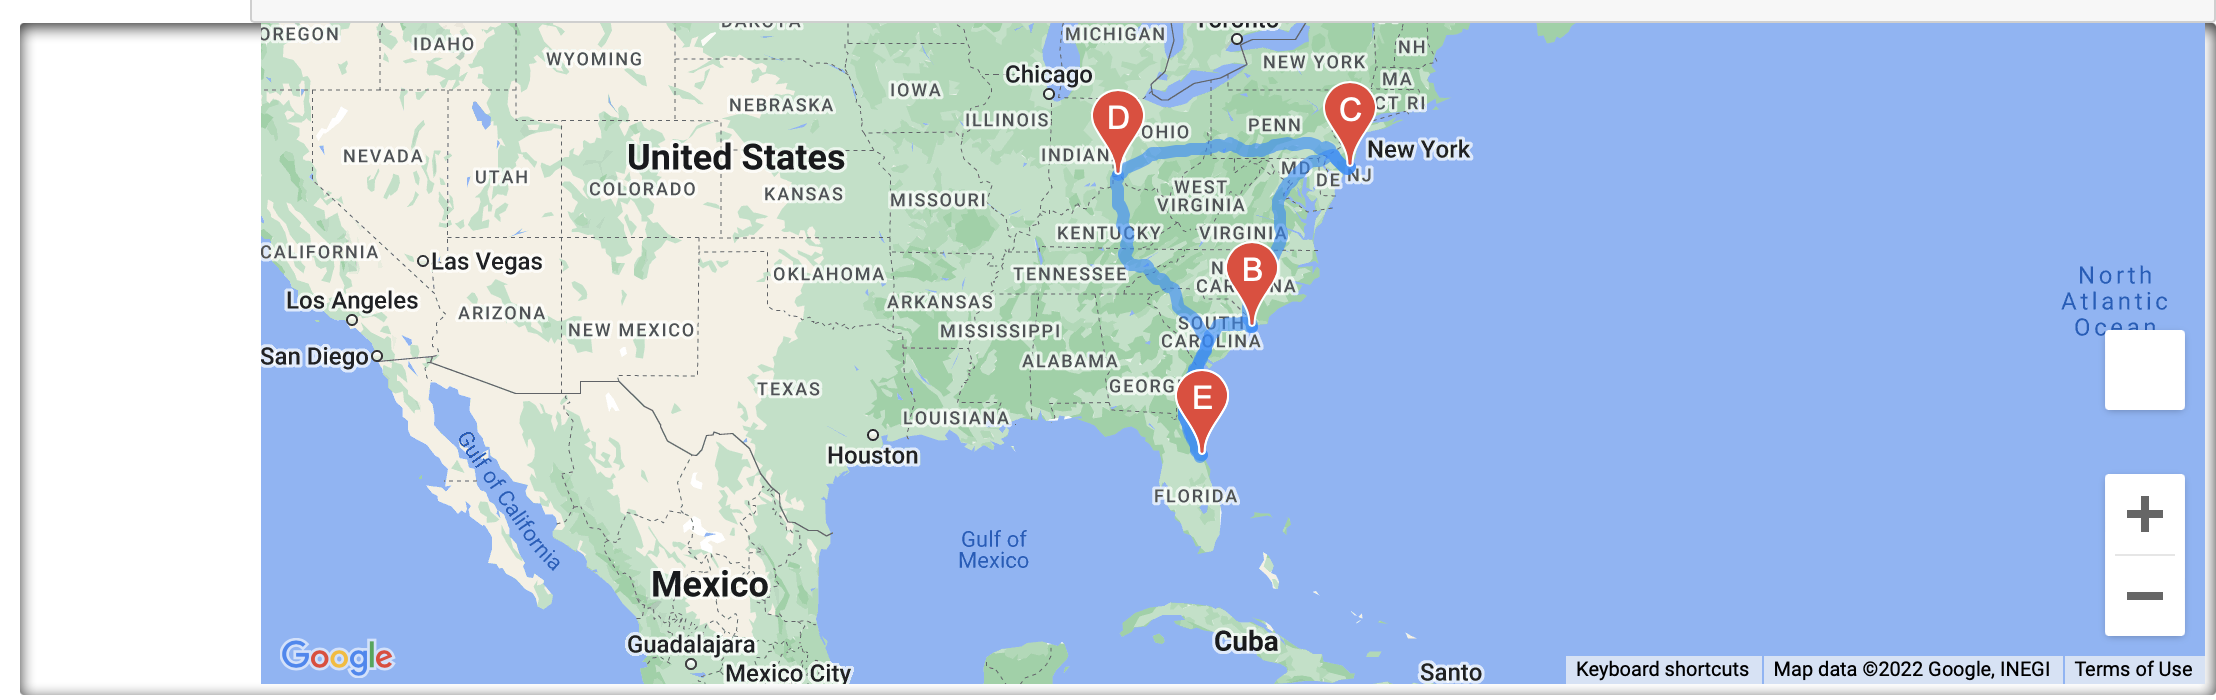 DAKOTA
Toronto
OREGON
IDAHO
WYOMING
MICHIGAN
NH
NEW YORK
MA
Chicago
NEBRASKA
IOWA
CT RI
ILLINOIS
D
C
OHIO
PENN
NEVADA
United States
INDIAN
New York
UTAH
COLORADO
KANSAS
MISSOURI
WEST
VIRGINIA
MD
DE
NJ
KENTUCKY
VIRGINIA
CALIFORNIA
Las Vegas
OKLAHOMA
TENNESSEE
N
B
CAR
NA
North
Atlantic
Ocean
Los Angeles
ARIZONA
NEW MEXICO
ARKANSAS
MISSISSIPPI
SOUTH
CAROLINA
San Diego
ALABAMA
TEXAS
GEORG
E
LOUISIANA
Houston
Gulf of California
FLORIDA
Gulf of
Mexico
Mexico
Guadalajara
Mexico City
Cuba
Santo
Google
Keyboard shortcuts
Map data ©2022 Google, INEGI
Terms of Use